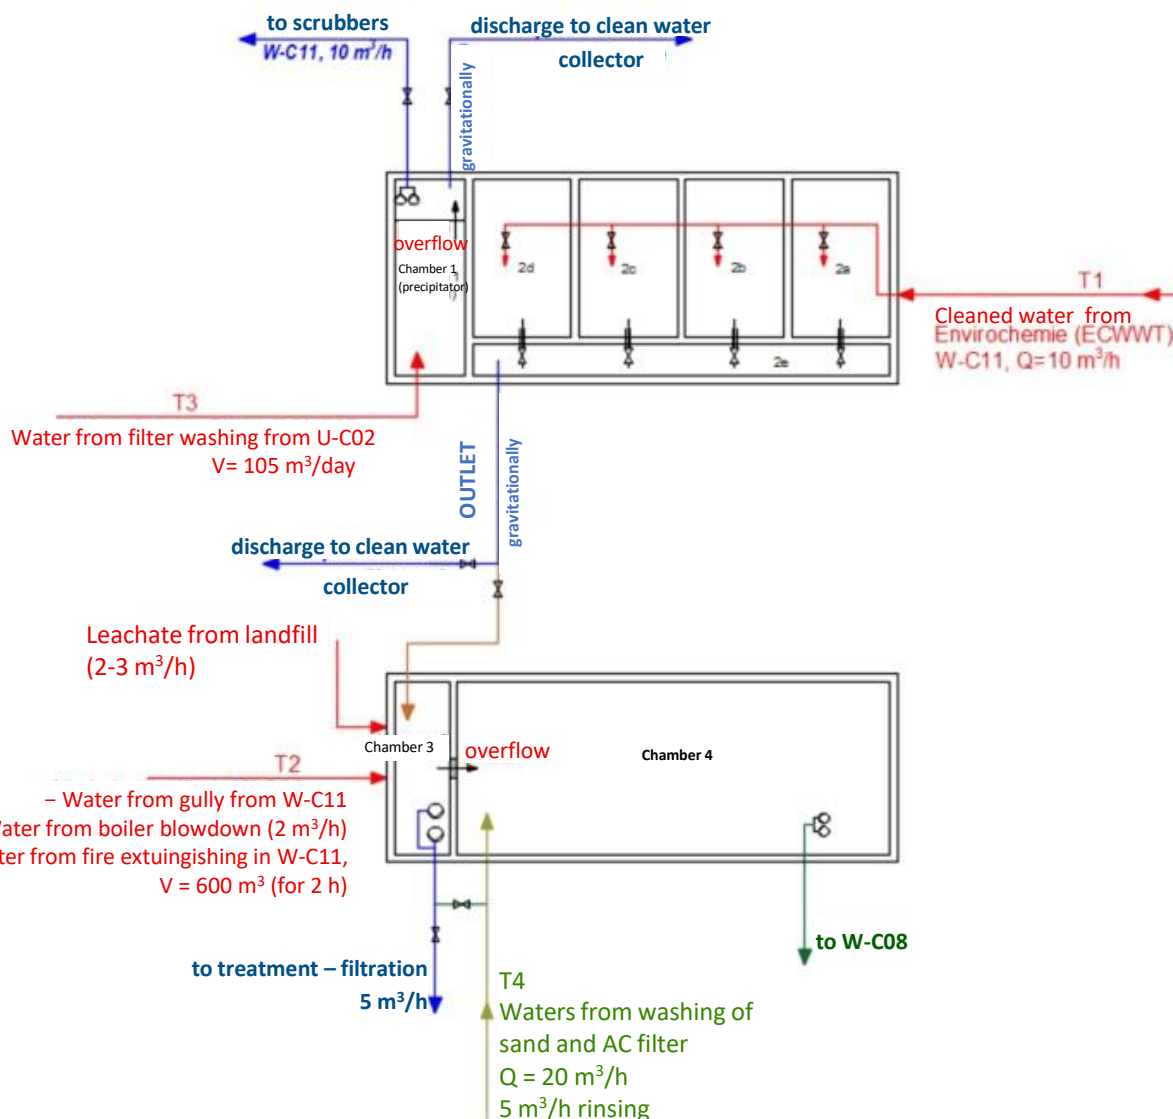 to scrubbers
W-C11, 10 m³/h
discharge to clean water
collector
gravitationally
overflow
Chamber 1
(precipitator)
2d
2c
2b
2a
2e
T1
Cleaned water from
Envirochemie (ECWWT)
W-C11, Q=10 m³/h
T3
Water from filter washing from U-C02
V= 105 m³/day
OUTLET
gravitationally
discharge to clean water
collector
Leachate from landfill
(2-3 m³/h)
Chamber 3
overflow
Chamber 4
T2
– Water from gully from W-C11
Water from boiler blowdown (2 m³/h)
ter from fire extuingishing in W-C11,
V = 600 m³ (for 2 h)
to W-C08
to treatment – filtration
5 m³/h
T4
Waters from washing of
sand and AC filter
Q = 20 m³/h
5 m³/h rinsing